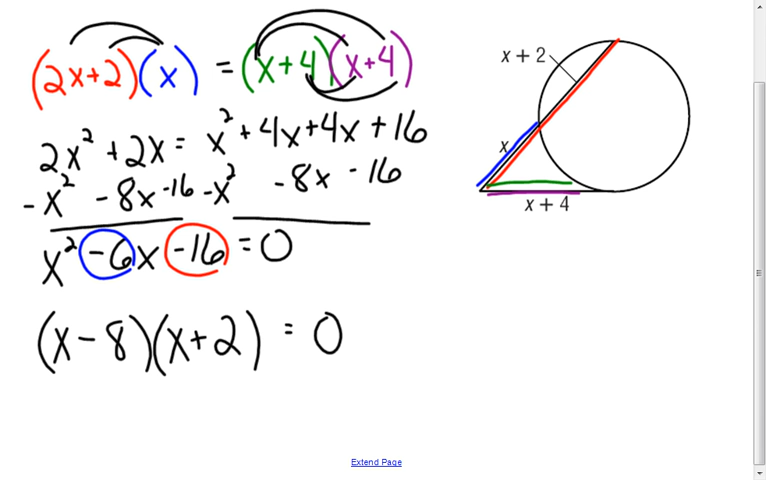 (2x+2)(x) = (x+4)(x+4)
2x² + 2x = x² + 4x + 4x + 16
- x² - 8x - 16 - x² - 8x - 16
x² - 6x - 16 = 0
(x - 8)(x + 2) = 0
x + 2
x
x + 4
Extend Page